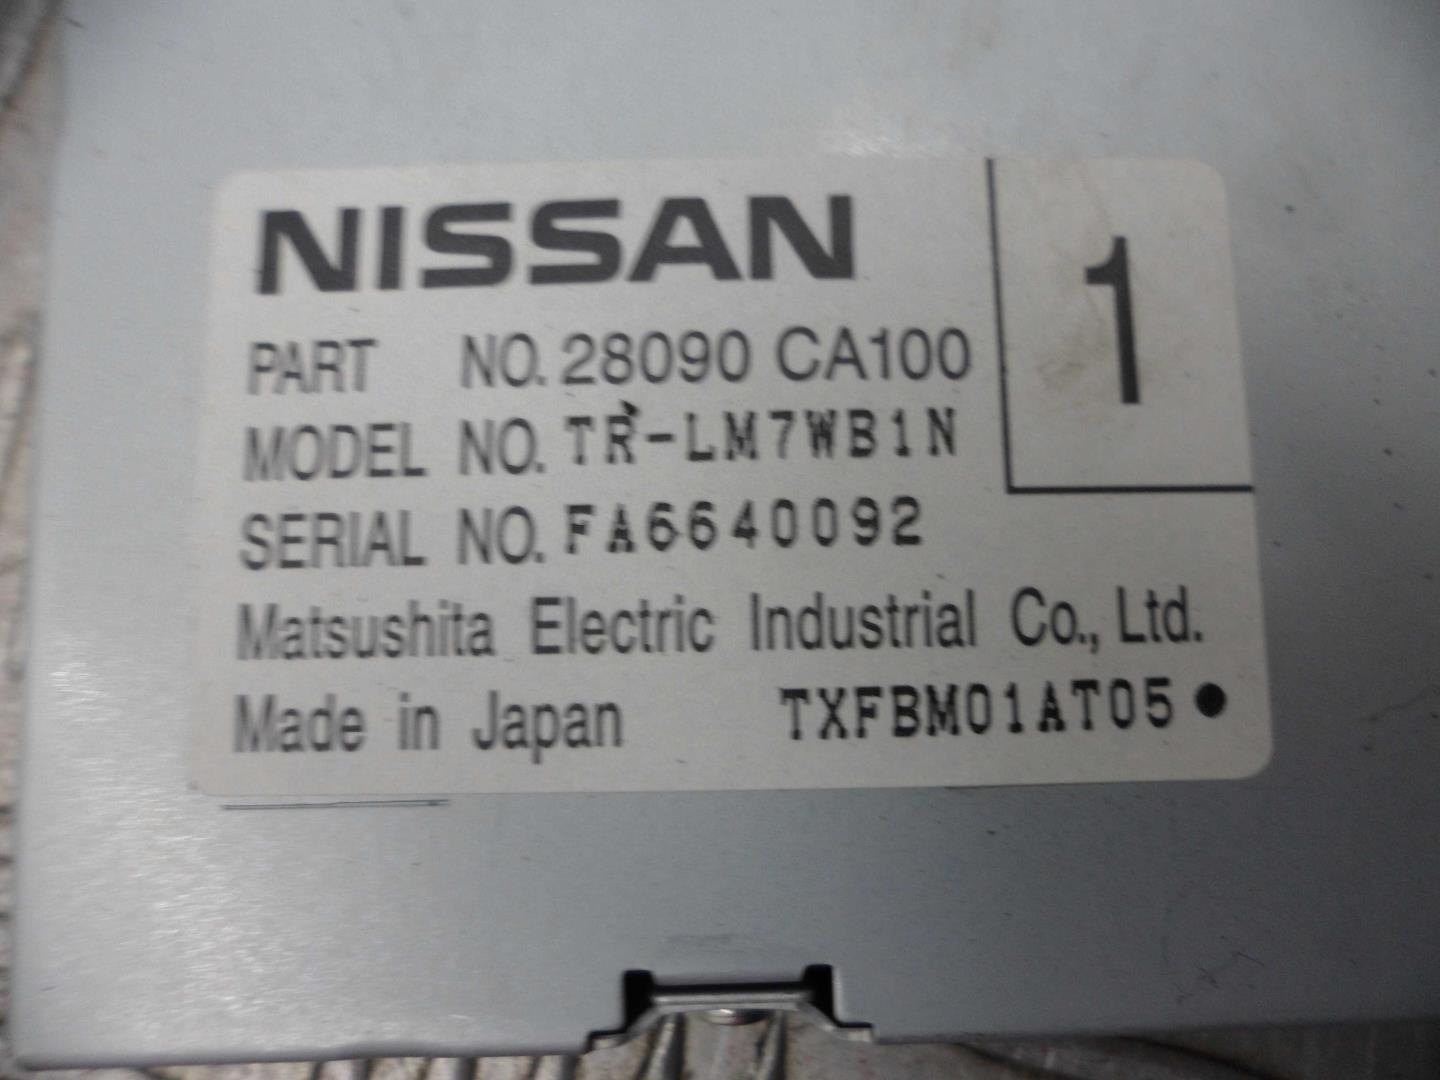 NISSAN
1
PART NO. 28090 CA100
MODEL NO. TR-LM7WB1N
SERIAL NO. FA6640092
Matsushita Electric Industrial Co., Ltd.
Made in Japan TXFBM01AT05●